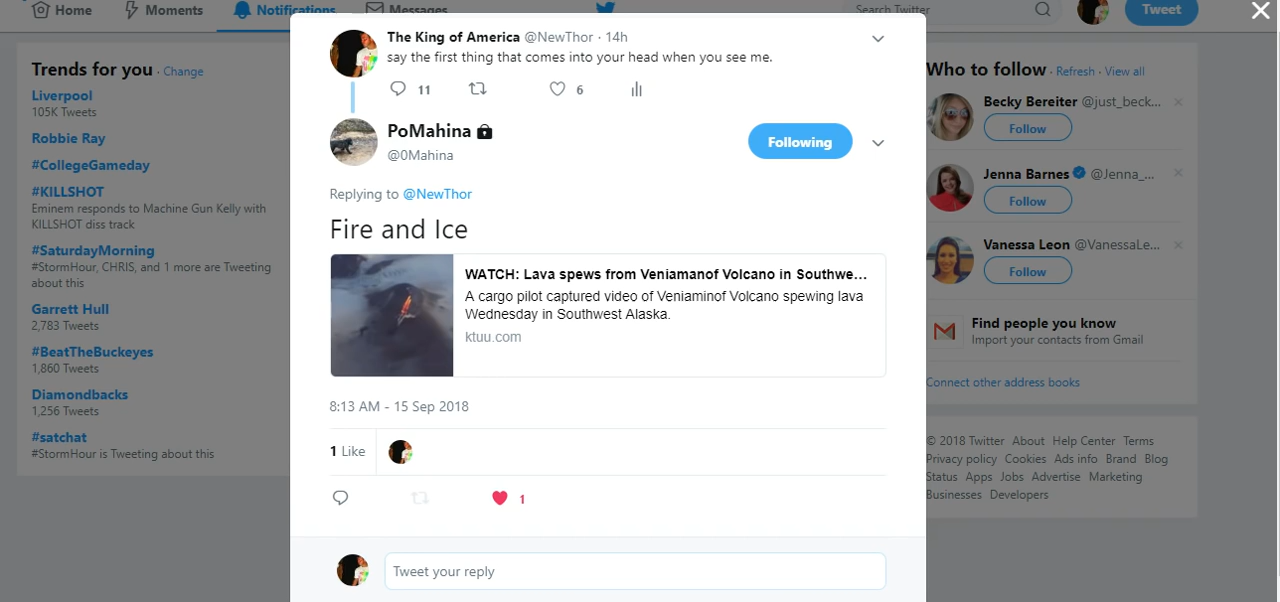 Home
Moments
Notifications
Messages
Search Twitter
Tweet
Trends for you · Change
Liverpool
105K Tweets
Robbie Ray
#CollegeGameday
#KILLSHOT
Eminem responds to Machine Gun Kelly with
KILLSHOT diss track
#SaturdayMorning
#StormHour, CHRIS, and 1 more are Tweeting
about this
Garrett Hull
2,783 Tweets
#BeatTheBuckeyes
1,860 Tweets
Diamondbacks
1,256 Tweets
#satchat
#StormHour is Tweeting about this
The King of America @NewThor · 14h
say the first thing that comes into your head when you see me.
11
6
PoMahina
@0Mahina
Following
Replying to @NewThor
Fire and Ice
WATCH: Lava spews from Veniamanof Volcano in Southwe...
A cargo pilot captured video of Veniaminof Volcano spewing lava
Wednesday in Southwest Alaska.
ktuu.com
8:13 AM - 15 Sep 2018
1 Like
1
Tweet your reply
Who to follow · Refresh · View all
Becky Bereiter @just_beck...
Follow
Jenna Barnes @Jenna_...
Follow
Vanessa Leon @VanessaLe...
Follow
Find people you know
Import your contacts from Gmail
Connect other address books
© 2018 Twitter About Help Center Terms
Privacy policy Cookies Ads info Brand Blog
Status Apps Jobs Advertise Marketing
Businesses Developers